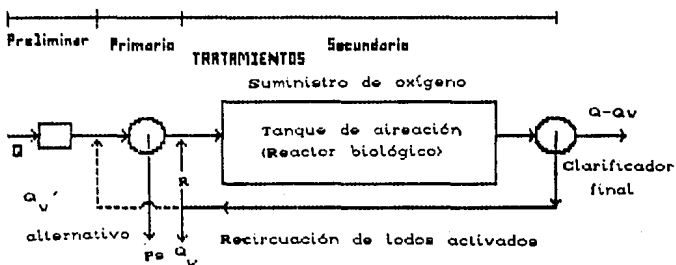 Preliminar Primario Secundario
TRATAMIENTOS
Suministro de oxígeno
Q-Qv
Tanque de aireación
(Reactor biológico)
Q
Clarificador
final
R
Qv'
alternativo
Recircuación de lodos activados
Ps Qv